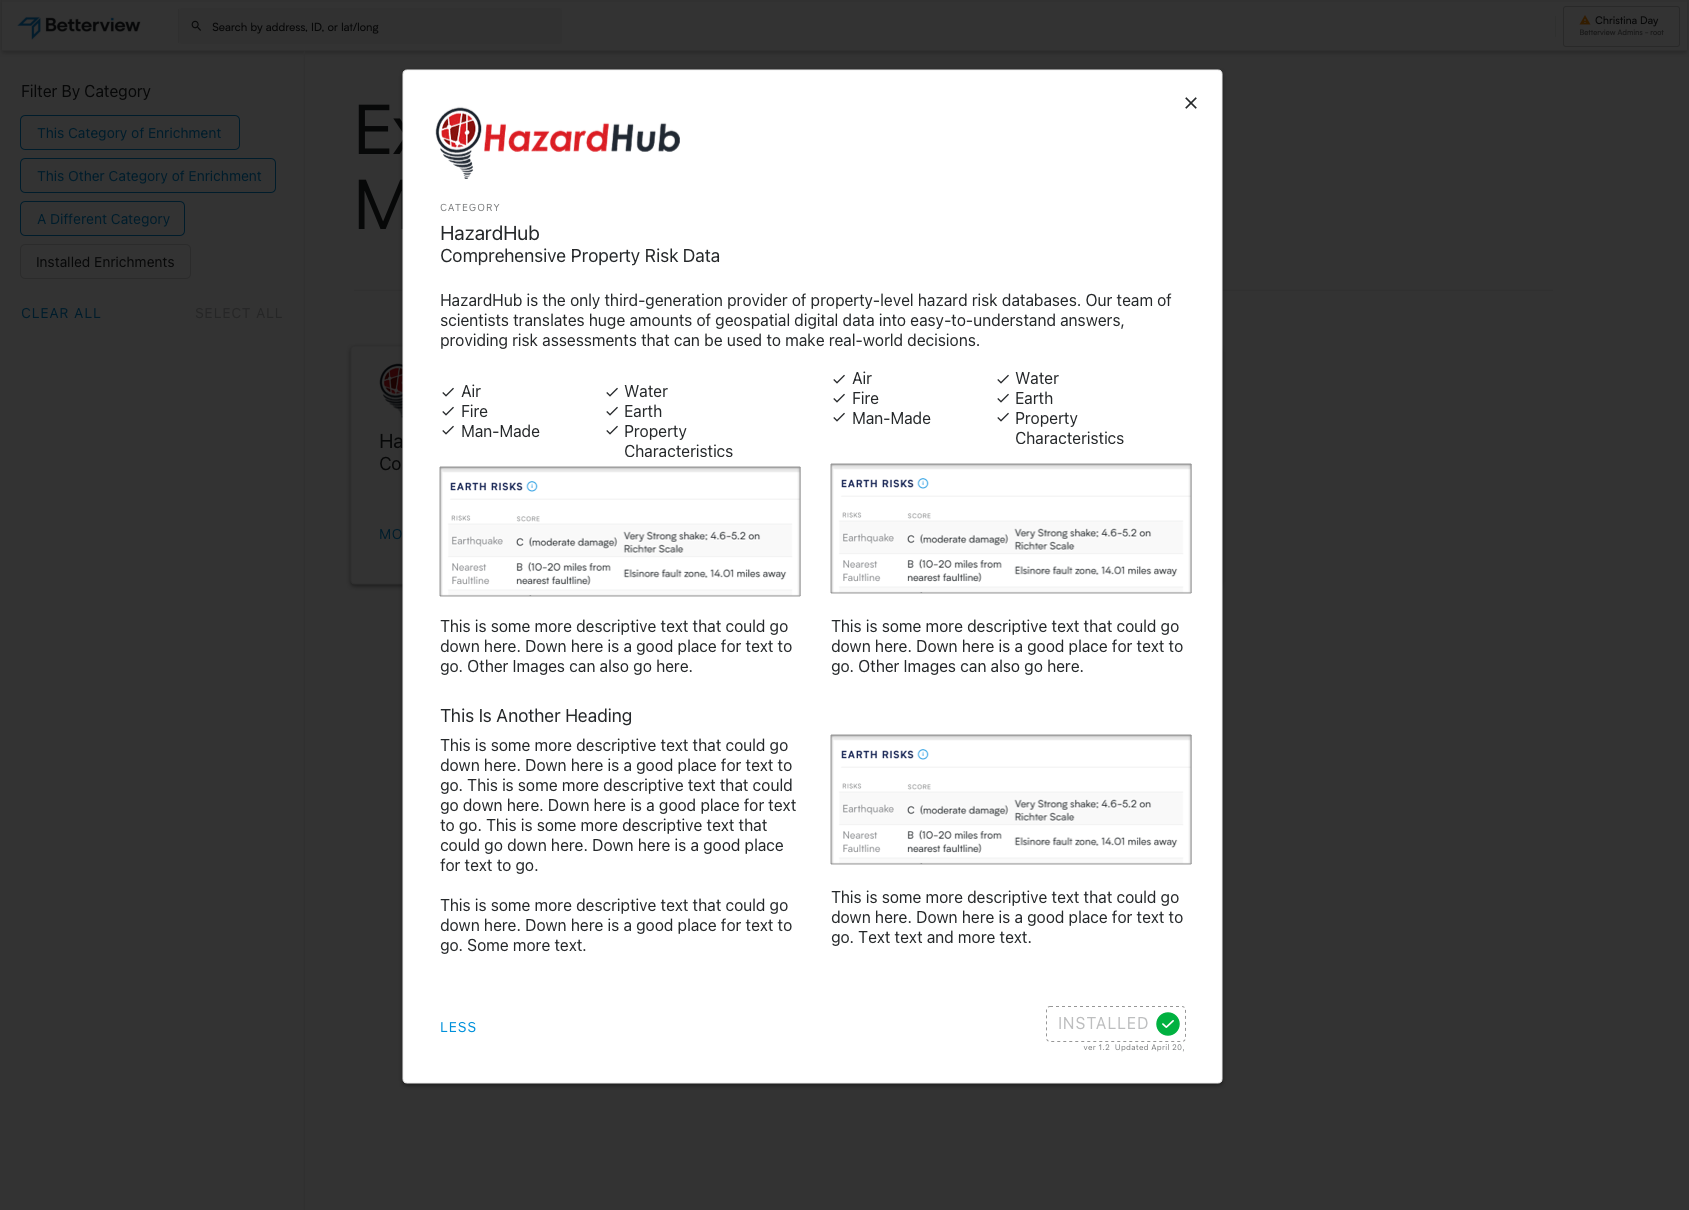 Betterview
Search by address, ID, or lat/long
Christina Day
Betterview Admins - root
Filter By Category
This Category of Enrichment
This Other Category of Enrichment
A Different Category
Installed Enrichments
CLEAR ALL
SELECT ALL
Ex
M
Ha
Co
MO
HazardHub
CATEGORY
HazardHub
Comprehensive Property Risk Data
HazardHub is the only third-generation provider of property-level hazard risk databases. Our team of
scientists translates huge amounts of geospatial digital data into easy-to-understand answers,
providing risk assessments that can be used to make real-world decisions.
Air
Fire
Man-Made
Water
Earth
Property
Characteristics
EARTH RISKS
RISKS SCORE
Earthquake C (moderate damage) Very Strong shake; 4.6-5.2 on
Richter Scale
Nearest B (10-20 miles from
Faultline nearest faultline) Elsinore fault zone, 14.01 miles away
This is some more descriptive text that could go
down here. Down here is a good place for text to
go. Other Images can also go here.
Air
Fire
Man-Made
Water
Earth
Property
Characteristics
EARTH RISKS
RISKS SCORE
Earthquake C (moderate damage) Very Strong shake; 4.6-5.2 on
Richter Scale
Nearest B (10-20 miles from
Faultline nearest faultline) Elsinore fault zone, 14.01 miles away
This is some more descriptive text that could go
down here. Down here is a good place for text to
go. Other Images can also go here.
This Is Another Heading
This is some more descriptive text that could go
down here. Down here is a good place for text to
go. This is some more descriptive text that could
go down here. Down here is a good place for text
to go. This is some more descriptive text that
could go down here. Down here is a good place
for text to go.
This is some more descriptive text that could go
down here. Down here is a good place for text to
go. Some more text.
EARTH RISKS
RISKS SCORE
Earthquake C (moderate damage) Very Strong shake; 4.6-5.2 on
Richter Scale
Nearest B (10-20 miles from
Faultline nearest faultline) Elsinore fault zone, 14.01 miles away
This is some more descriptive text that could go
down here. Down here is a good place for text to
go. Text text and more text.
LESS
INSTALLED
ver 1.2 Updated April 20,